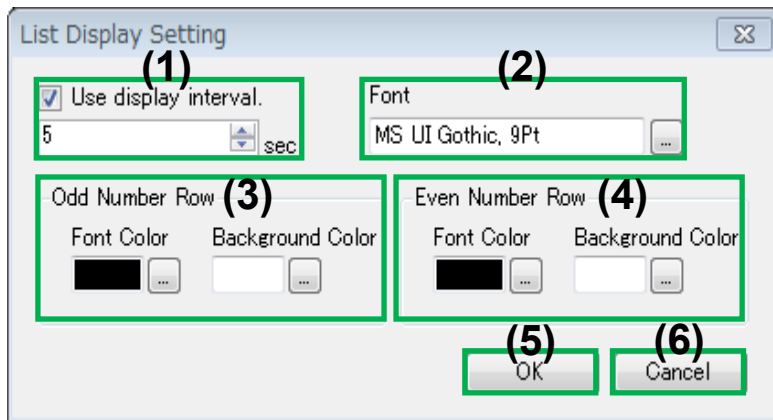 List Display Setting
(1)
(2)
Use display interval.
Font
5
sec
MS UI Gothic, 9Pt
...
Odd Number Row (3)
Even Number Row (4)
Font Color
Background Color
Font Color
Background Color
...
...
...
...
(5)
(6)
OK
Cancel